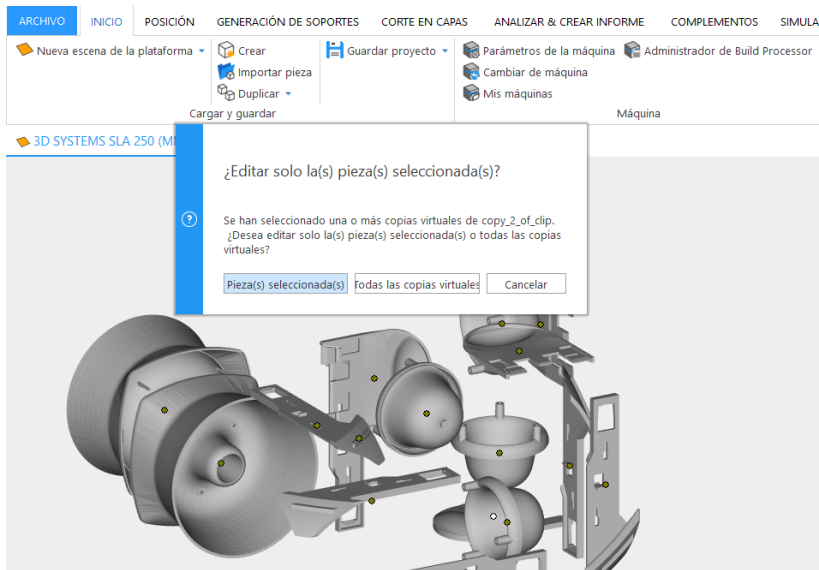 ARCHIVO INICIO POSICIÓN GENERACIÓN DE SOPORTES CORTE EN CAPAS ANALIZAR & CREAR INFORME COMPLEMENTOS SIMULA
Nueva escena de la plataforma Crear Guardar proyecto Parámetros de la máquina Administrador de Build Processor
Importar pieza Cambiar de máquina
Duplicar Mis máquinas
Cargar y guardar Máquina
3D SYSTEMS SLA 250 (M
¿Editar solo la(s) pieza(s) seleccionada(s)?
Se han seleccionado una o más copias virtuales de copy_2_of_clip.
¿Desea editar solo la(s) pieza(s) seleccionada(s) o todas las copias
virtuales?
Pieza(s) seleccionada(s) Todas las copias virtuales Cancelar